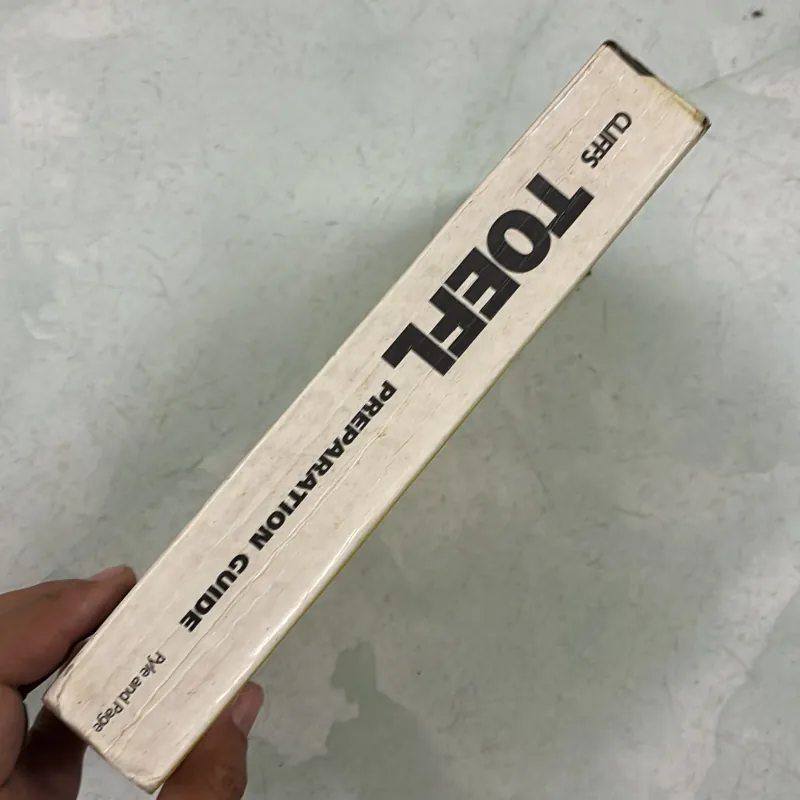 CLIFFS
TOEFL
PREPARATION GUIDE
Pyle and Page